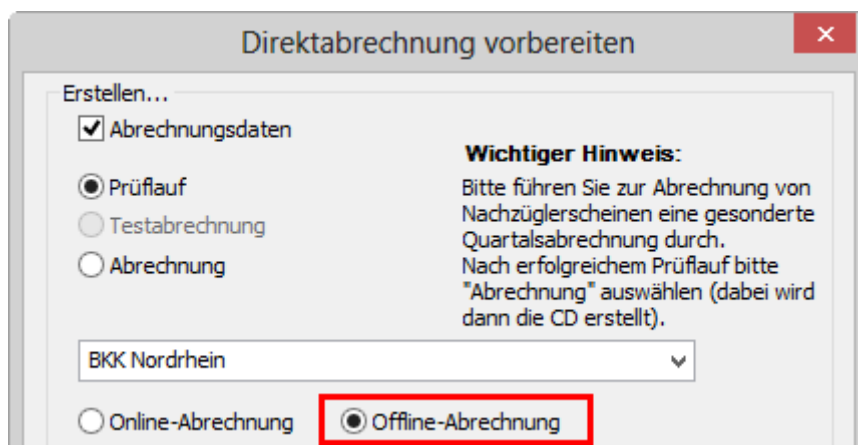 Direktabrechnung vorbereiten
Erstellen...
Abrechnungsdaten
Prüflauf
Testabrechnung
Abrechnung
Wichtiger Hinweis:
Bitte führen Sie zur Abrechnung von
Nachzüglerscheinen eine gesonderte
Quartalsabrechnung durch.
Nach erfolgreichem Prüflauf bitte
"Abrechnung" auswählen (dabei wird
dann die CD erstellt).
BKK Nordrhein
Online-Abrechnung
Offline-Abrechnung